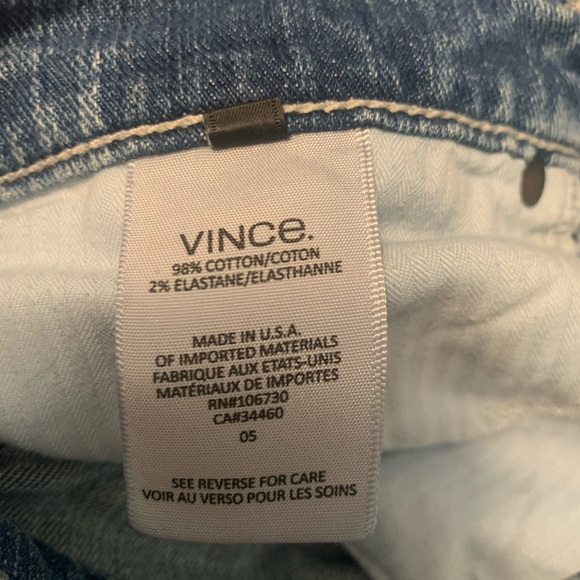 VINCE.
98% COTTON/COTON
2% ELASTANE/ELASTHANNE
MADE IN U.S.A.
OF IMPORTED MATERIALS
FABRIQUE AUX ETATS-UNIS
MATÉRIAUX DE IMPORTES
RN#106730
CA#34460
05
SEE REVERSE FOR CARE
VOIR AU VERSO POUR LES SOINS